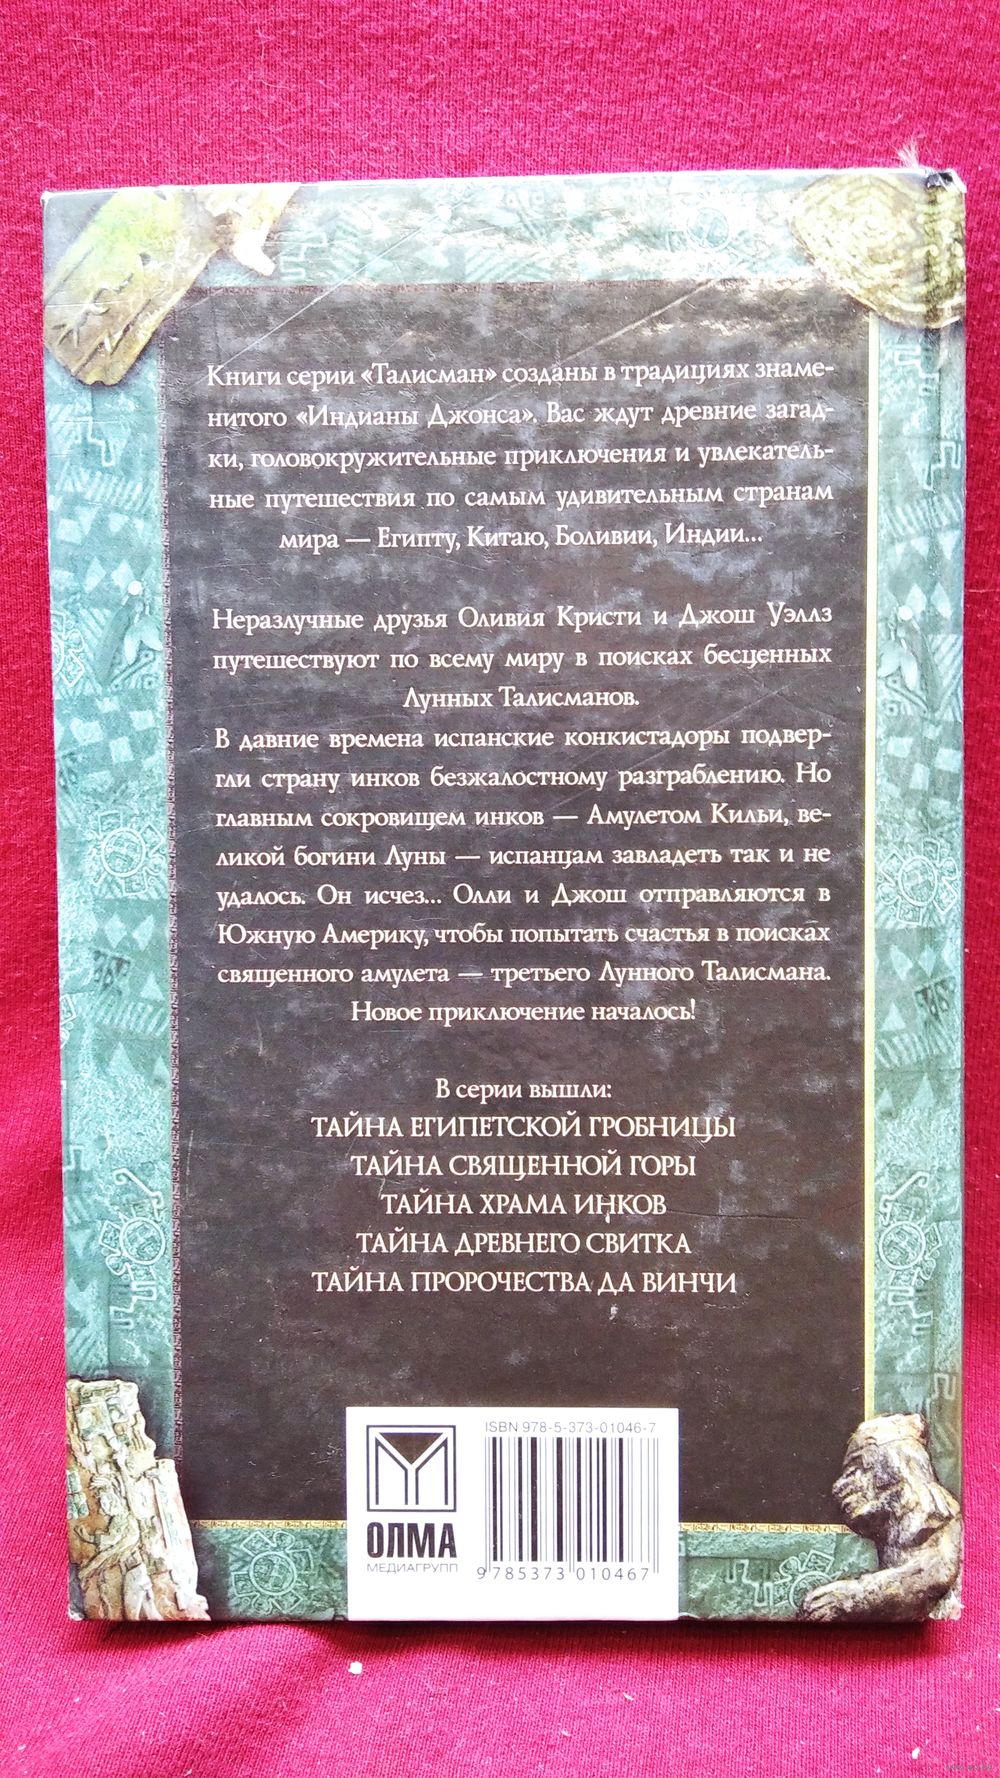 Книги серии «Талисман» созданы в традициях знаме-
нитого «Индианы Джонса». Вас ждут древние загад-
ки, головокружительные приключения и увлекатель-
ные путешествия по самым удивительным странам
мира — Египту, Китаю, Боливии, Индии...
Неразлучные друзья Оливия Кристи и Джош Уэллз
путешествуют по всему миру в поисках бесценных
Лунных Талисманов.
В давние времена испанские конкистадоры подвер-
гли страну инков безжалостному разграблению. Но
главным сокровищем инков — Амулетом Кильи, ве-
ликой богини Луны — испанцам завладеть так и не
удалось. Он исчез... Олли и Джош отправляются в
Южную Америку, чтобы попытать счастья в поисках
священного амулета — третьего Лунного Талисмана.
Новое приключение началось!
В серии вышли:
ТАЙНА ЕГИПЕТСКОЙ ГРОБНИЦЫ
ТАЙНА СВЯЩЕННОЙ ГОРЫ
ТАЙНА ХРАМА ИНКОВ
ТАЙНА ДРЕВНЕГО СВИТКА
ТАЙНА ПРОРОЧЕСТВА ДА ВИНЧИ
ОЛМА
МЕДИАГРУПП
ISBN 978-5-373-01046-7
9 785373 010467